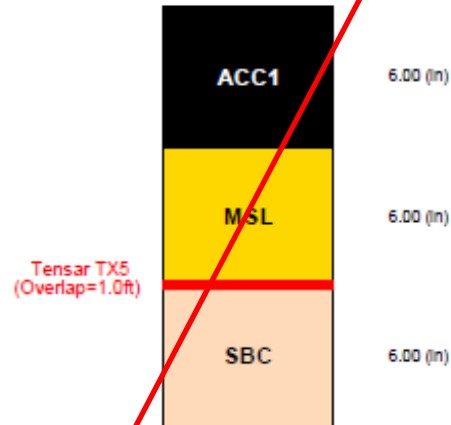 ACC1
6.00 (in)
MSL
6.00 (in)
Tensar TX5
(Overlap=1.0ft)
SBC
6.00 (in)